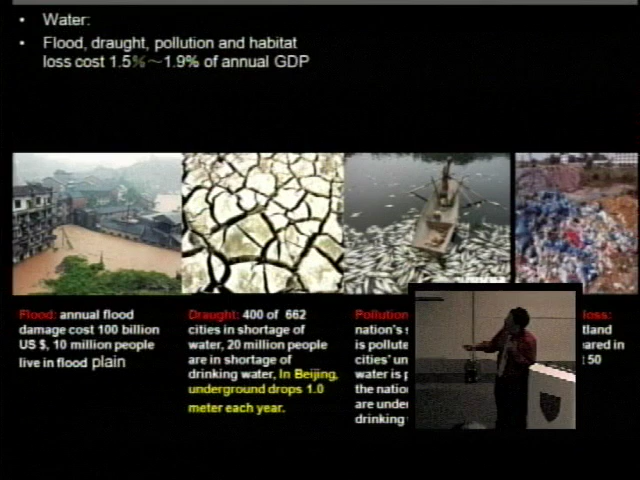 • Water:
• Flood, draught, pollution and habitat
loss cost 1.5%～1.9% of annual GDP
Flood: annual flood
damage cost 100 billion
US $, 10 million people
live in flood plain
Draught: 400 of 662
cities in shortage of
water, 20 million people
are in shortage of
drinking water, In Beijing,
underground drops 1.0
meter each year.
Pollution
nation's
is pollute
cities' un
water is
the natio
are unde
drinking
loss:
tland
ared in
50